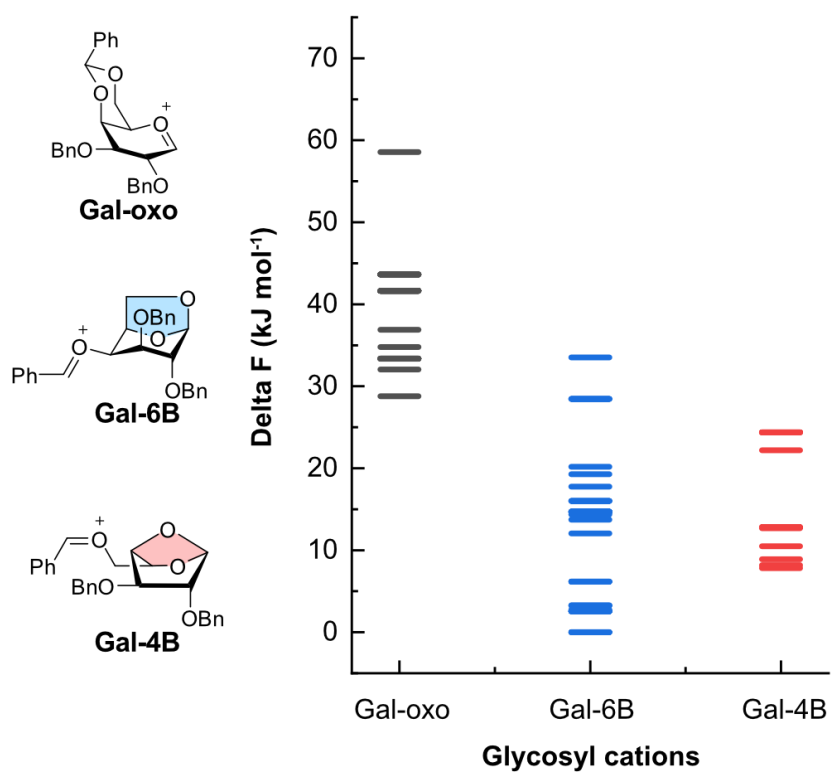 Ph
O
O
+
O
BnO
BnO
Gal-oxo
O
OBn
+
O
O
Ph
OBn
Gal-6B
+
O
O
Ph
O
BnO
OBn
Gal-4B
Delta F (kJ mol⁻¹)
70
60
50
40
30
20
10
0
Gal-oxo Gal-6B Gal-4B
Glycosyl cations